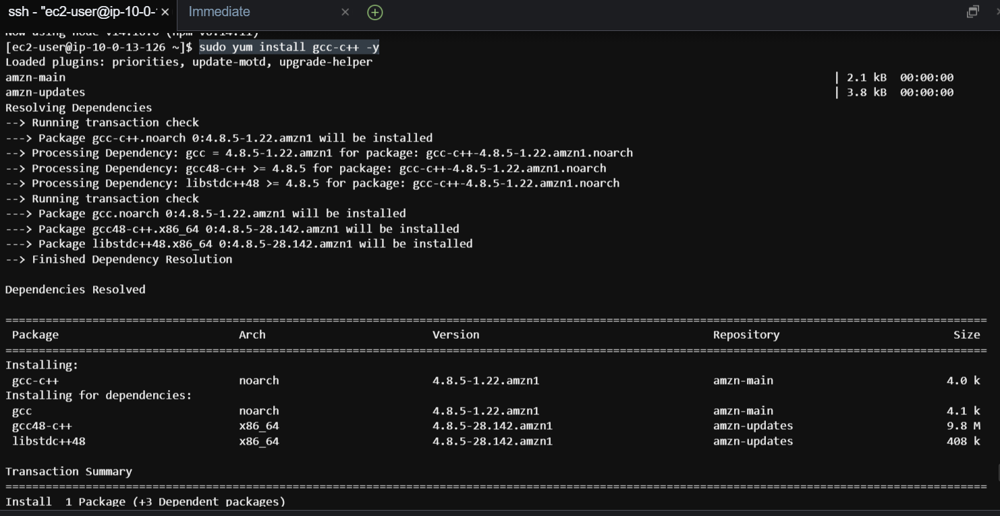 ssh - "ec2-user@ip-10-0-
Immediate
Now using node v14.16.0 (npm v6.14.11)
[ec2-user@ip-10-0-13-126 ~]$ sudo yum install gcc-c++ -y
Loaded plugins: priorities, update-motd, upgrade-helper
amzn-main | 2.1 kB 00:00:00
amzn-updates | 3.8 kB 00:00:00
Resolving Dependencies
--> Running transaction check
---> Package gcc-c++.noarch 0:4.8.5-1.22.amzn1 will be installed
--> Processing Dependency: gcc = 4.8.5-1.22.amzn1 for package: gcc-c++-4.8.5-1.22.amzn1.noarch
--> Processing Dependency: gcc48-c++ >= 4.8.5 for package: gcc-c++-4.8.5-1.22.amzn1.noarch
--> Processing Dependency: libstdc++48 >= 4.8.5 for package: gcc-c++-4.8.5-1.22.amzn1.noarch
--> Running transaction check
---> Package gcc.noarch 0:4.8.5-1.22.amzn1 will be installed
---> Package gcc48-c++.x86_64 0:4.8.5-28.142.amzn1 will be installed
---> Package libstdc++48.x86_64 0:4.8.5-28.142.amzn1 will be installed
--> Finished Dependency Resolution
Dependencies Resolved
Package Arch Version Repository Size
Installing:
gcc-c++ noarch 4.8.5-1.22.amzn1 amzn-main 4.0 k
Installing for dependencies:
gcc noarch 4.8.5-1.22.amzn1 amzn-main 4.1 k
gcc48-c++ x86_64 4.8.5-28.142.amzn1 amzn-updates 9.8 M
libstdc++48 x86_64 4.8.5-28.142.amzn1 amzn-updates 408 k
Transaction Summary
Install 1 Package (+3 Dependent packages)